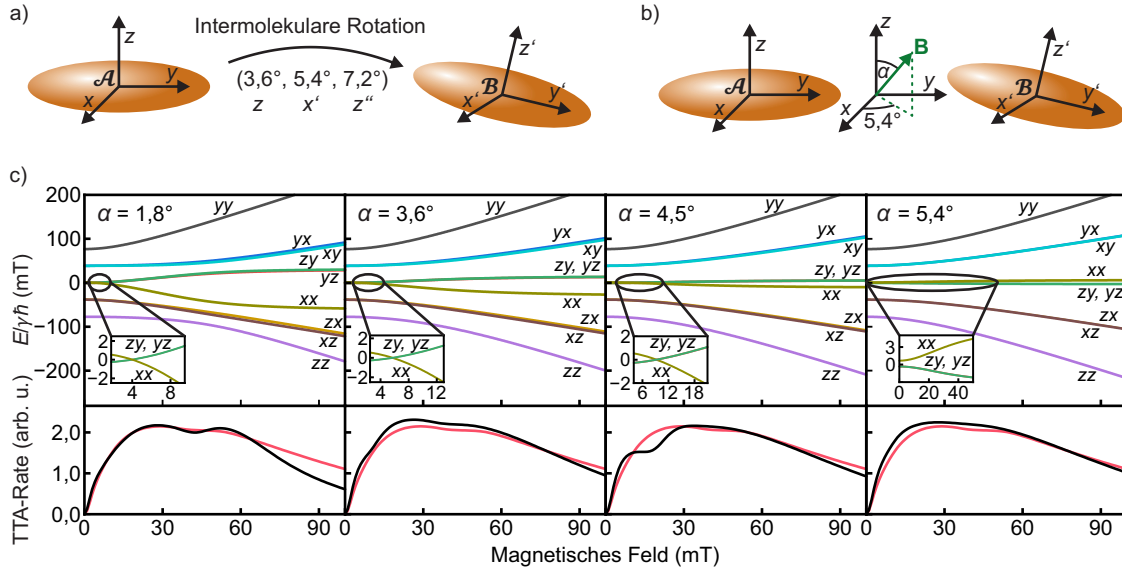 a)
Intermolekulare Rotation
(3,6°, 5,4°, 7,2°)
z x‘ z‘‘
z
𝒜
y
x
z‘
ℬ
y‘
x‘
b)
z
𝒜
y
x
z
B
α
y
x
5,4°
z‘
ℬ
y‘
x‘
c)
E/γħ (mT)
200
100
0
−100
−200
α = 1,8°
yy
yx
xy
zy
yz
xx
zx
xz
zz
2
0
−2
zy, yz
xx
4 8
α = 3,6°
yy
yx
xy
zy, yz
xx
zx
xz
zz
2
0
−2
zy, yz
xx
4 8 12
α = 4,5°
yy
yx
xy
zy, yz
xx
zx
xz
zz
2
0
−2
zy, yz
xx
6 12 18
α = 5,4°
yy
yx
xy
xx
zy, yz
zx
xz
zz
3
0
xx
zy, yz
0 20 40
TTA-Rate (arb. u.)
2,0
1,0
0,0
0 30 60 90 0 30 60 90 0 30 60 90 0 30 60 90
Magnetisches Feld (mT)